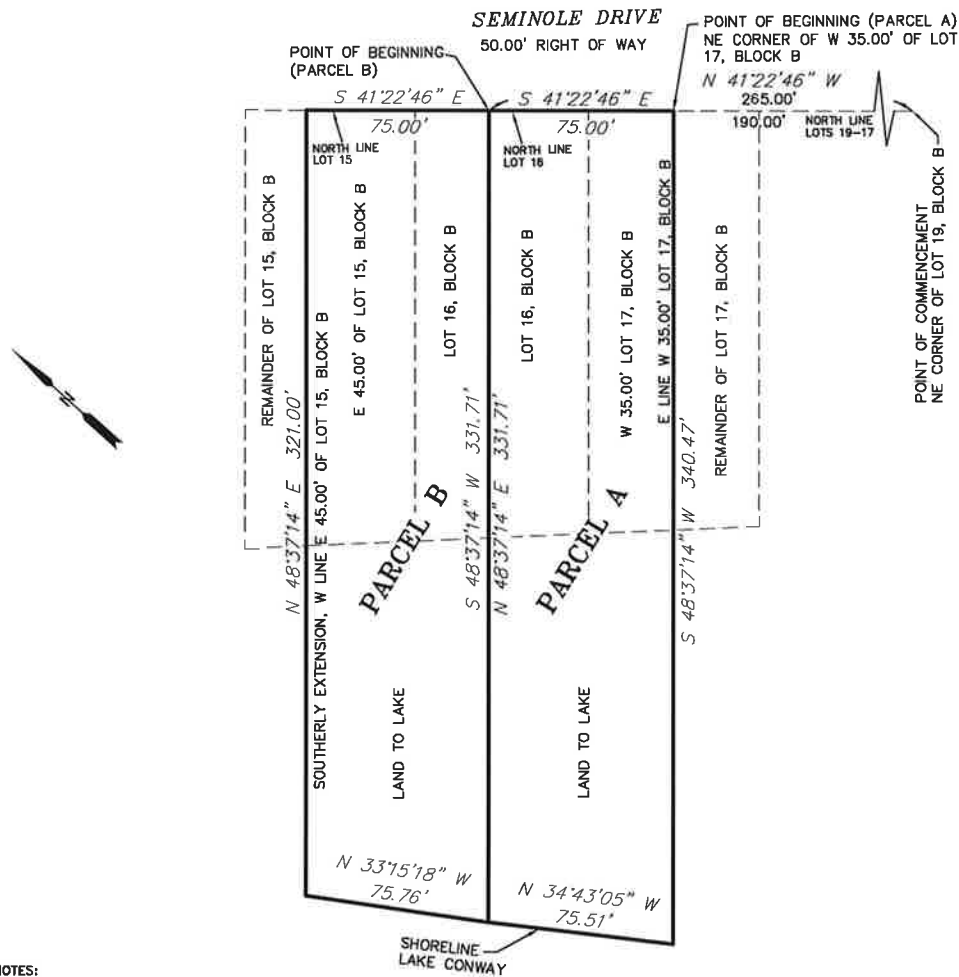 SEMINOLE DRIVE
50.00' RIGHT OF WAY
POINT OF BEGINNING (PARCEL A)
NE CORNER OF W 35.00' OF LOT
17, BLOCK B
POINT OF BEGINNING
(PARCEL B)
N 41°22'46" W
265.00'
190.00'
NORTH LINE
LOTS 19-17
S 41°22'46" E
75.00'
S 41°22'46" E
75.00'
NORTH LINE
LOT 15
NORTH LINE
LOT 16
REMAINDER OF LOT 15, BLOCK B
E 45.00' OF LOT 15, BLOCK B
LOT 16, BLOCK B
LOT 16, BLOCK B
W 35.00' LOT 17, BLOCK B
E LINE W 35.00' LOT 17, BLOCK B
REMAINDER OF LOT 17, BLOCK B
POINT OF COMMENCEMENT
NE CORNER OF LOT 19, BLOCK B
N
N 48°37'14" E 321.00'
SOUTHERLY EXTENSION, W LINE E 45.00' OF LOT 15, BLOCK B
S 48°37'14" W 331.71'
N 48°37'14" E 331.71'
S 48°37'14" W 340.47'
PARCEL B
PARCEL A
LAND TO LAKE
LAND TO LAKE
N 33°15'18" W
75.76'
N 34°43'05" W
75.51'
SHORELINE
LAKE CONWAY
NOTES: